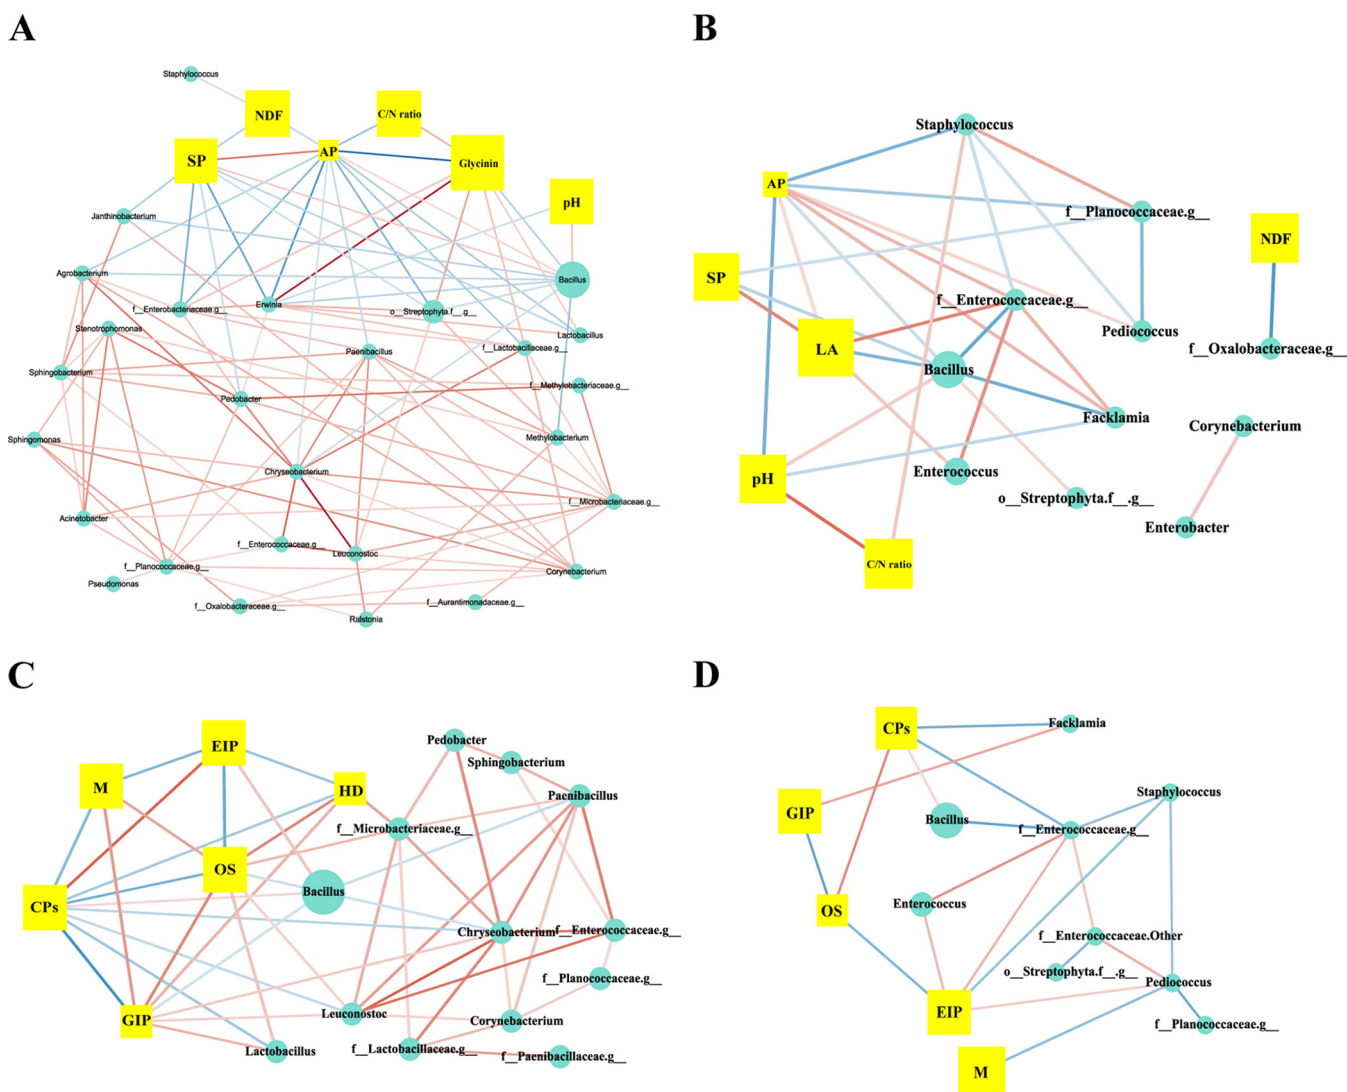 A
Staphylococcus
NDF
C/N ratio
SP
AP
Glycinin
pH
Janthinobacterium
Agrobacterium
Bacillus
f__Enterobacteriaceae.g__
Erwinia
o__Streptophyta.f__.g__
Stenotrophomonas
Lactobacillus
Paenibacillus
f__Lactobacillaceae.g__
Sphingobacterium
f__Methylobacteriaceae.g__
Pedobacter
Sphingomonas
Methylobacterium
Chryseobacterium
f__Microbacteriaceae.g__
Acinetobacter
f__Enterococcaceae.g__
Leuconostoc
f__Planococcaceae.g__
Corynebacterium
Pseudomonas
f__Oxalobacteraceae.g__
f__Aurantimonadaceae.g__
Ralstonia
B
Staphylococcus
AP
f__Planococcaceae.g__
NDF
SP
f__Enterococcaceae.g__
Pediococcus
LA
f__Oxalobacteraceae.g__
Bacillus
Facklamia
Corynebacterium
pH
Enterococcus
o__Streptophyta.f__.g__
Enterobacter
C/N ratio
C
EIP
Pedobacter
Sphingobacterium
M
HD
Paenibacillus
f__Microbacteriaceae.g__
OS
Bacillus
CPs
Chryseobacterium
f__Enterococcaceae.g__
f__Planococcaceae.g__
GIP
Leuconostoc
Corynebacterium
Lactobacillus
f__Lactobacillaceae.g__
f__Paenibacillaceae.g__
D
CPs
Facklamia
Staphylococcus
GIP
Bacillus
f__Enterococcaceae.g__
Enterococcus
OS
f__Enterococcaceae.Other
o__Streptophyta.f__.g__
Pediococcus
EIP
f__Planococcaceae.g__
M